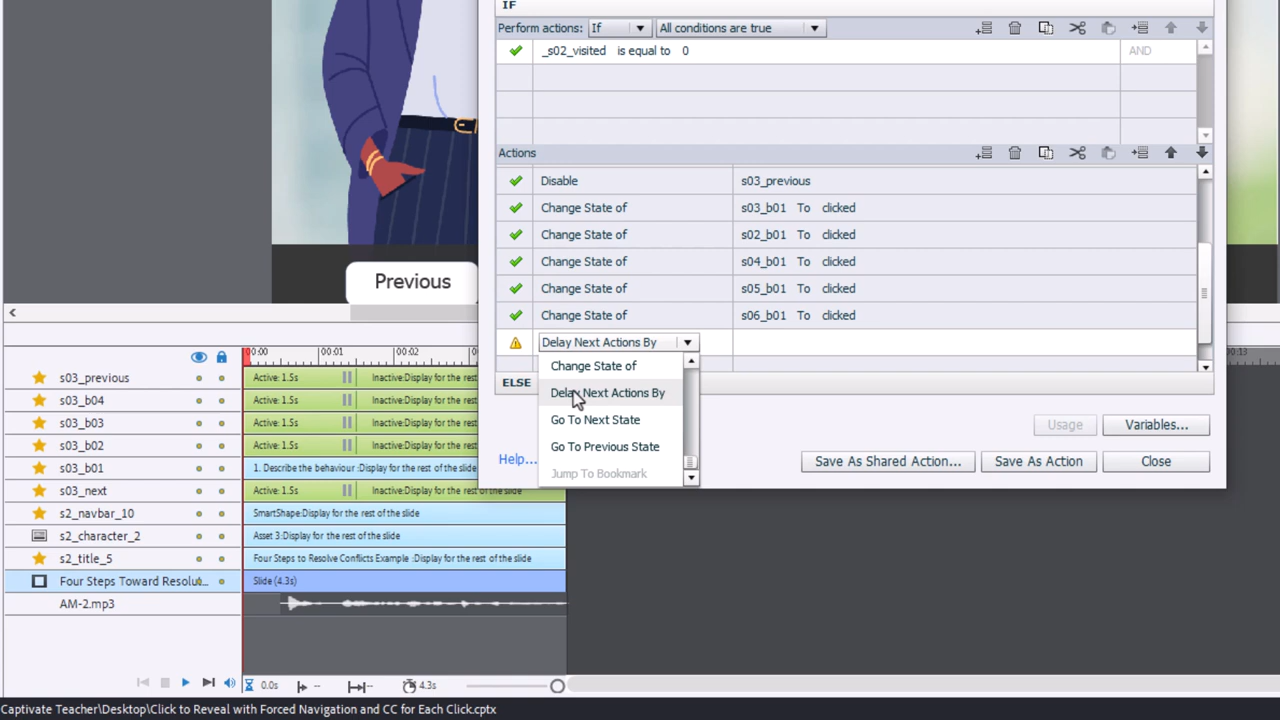 IF
Perform actions: If All conditions are true
_s02_visited is equal to 0 AND
Actions
Disable s03_previous
Change State of s03_b01 To clicked
Change State of s02_b01 To clicked
Change State of s04_b01 To clicked
Change State of s05_b01 To clicked
Change State of s06_b01 To clicked
Delay Next Actions By
Change State of
Delay Next Actions By
Go To Next State
Go To Previous State
Jump To Bookmark
ELSE
Usage Variables...
Help...
Save As Shared Action... Save As Action Close
Previous
00:00 00:01 00:02 00:13
s03_previous Active: 1.5s Inactive:Display for the rest
s03_b04 Active: 1.5s Inactive:Display for the rest
s03_b03 Active: 1.5s Inactive:Display for the rest
s03_b02 Active: 1.5s Inactive:Display for the rest
s03_b01 1. Describe the behaviour :Display for the rest of the slide
s03_next Active: 1.5s Inactive:Display for the rest of the slide
s2_navbar_10 SmartShape:Display for the rest of the slide
s2_character_2 Asset 3:Display for the rest of the slide
s2_title_5 Four Steps to Resolve Conflicts Example :Display for the rest of the slide
Four Steps Toward Resolu... Slide (4.3s)
AM-2.mp3
0.0s -- -- 4.3s
Captivate Teacher\Desktop\Click to Reveal with Forced Navigation and CC for Each Click.cptx